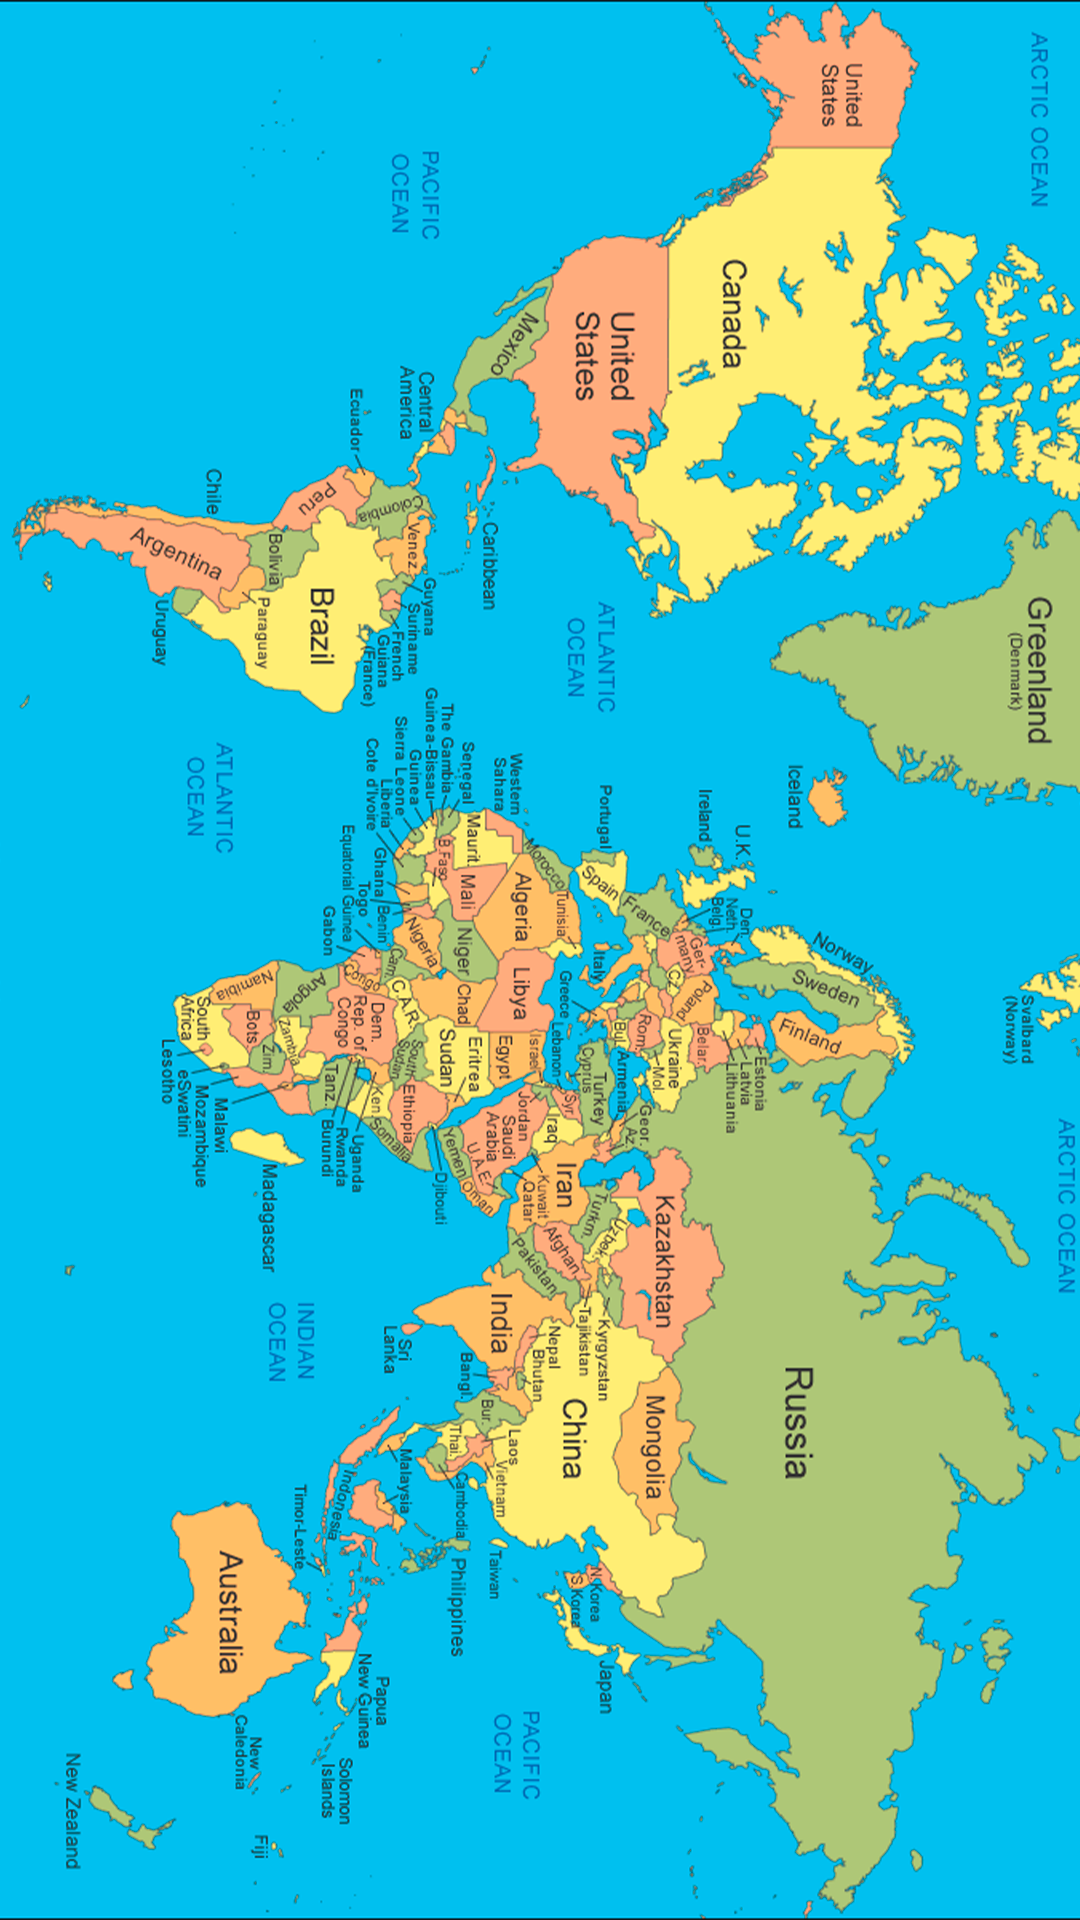 ARCTIC OCEAN
United
States
PACIFIC
OCEAN
Canada
United
States
Mexico
Central
America
Ecuador
Caribbean
Greenland
(Denmark)
ATLANTIC
OCEAN
Iceland
Colombia
Venez.
Guyana
Suriname
French
Guiana
(France)
Peru
Brazil
Bolivia
Paraguay
Chile
Argentina
Uruguay
ATLANTIC
OCEAN
Svalbard
(Norway)
ARCTIC OCEAN
Norway
Sweden
Finland
Estonia
Latvia
Lithuania
Ireland
U.K.
Den.
Neth.
Belg.
Ger-
many
Poland
Belar.
Cz.
Ukraine
Mol.
Rom.
Bul.
France
Spain
Portugal
Italy
Greece
Turkey
Cyprus
Armenia
Geor.
Az.
Lebanon
Israel
Syr.
Jordan
Iraq
Iran
Kuwait
Qatar
Saudi
Arabia
U.A.E.
Oman
Yemen
Russia
Kazakhstan
Uzbek.
Turkm.
Afghan.
Pakistan
Kyrgyzstan
Tajikistan
Mongolia
China
Nepal
Bhutan
India
Bangl.
Sri
Lanka
Bur.
Laos
Thai.
Vietnam
Cambodia
Malaysia
Indonesia
Timor-Leste
Philippines
Taiwan
N.Korea
S.Korea
Japan
PACIFIC
OCEAN
Western
Sahara
Morocco
Tunisia
Algeria
Libya
Egypt
Maurit.
Mali
Niger
Chad
Sudan
Eritrea
Senegal
The Gambia
Guinea-Bissau
Guinea
Sierra Leone
Liberia
Cote d'Ivoire
B.Faso
Ghana
Togo
Benin
Nigeria
Cam.
C.A.R.
South
Sudan
Ethiopia
Djibouti
Somalia
Equatorial Guinea
Gabon
Congo
Dem.
Rep. of
Congo
Ken.
Uganda
Rwanda
Burundi
Tanz.
Angola
Zambia
Malawi
Mozambique
Zim.
Namibia
Bots
South
Africa
eSwatini
Lesotho
Madagascar
INDIAN
OCEAN
Australia
Papua
New Guinea
Solomon
Islands
New
Caledonia
Fiji
New Zealand